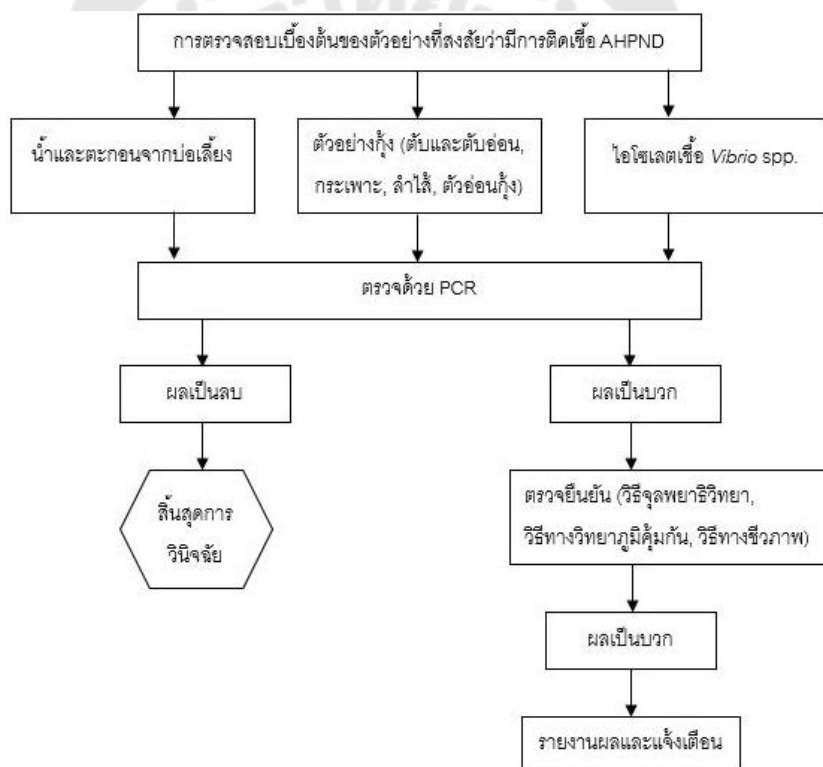 การตรวจสอบเบื้องต้นของตัวอย่างที่สงสัยว่ามีการติดเชื้อ AHPND
น้ำและตะกอนจากบ่อเลี้ยง
ตัวอย่างกุ้ง (ตับและตับอ่อน,
กระเพาะ, ลำไส้, ตัวอ่อนกุ้ง)
ไอโซเลตเชื้อ Vibrio spp.
ตรวจด้วย PCR
ผลเป็นลบ
ผลเป็นบวก
สิ้นสุดการ
วินิจฉัย
ตรวจยืนยัน (วิธีจุลพยาธิวิทยา,
วิธีทางวิทยาภูมิคุ้มกัน, วิธีทางชีวภาพ)
ผลเป็นบวก
รายงานผลและแจ้งเตือน